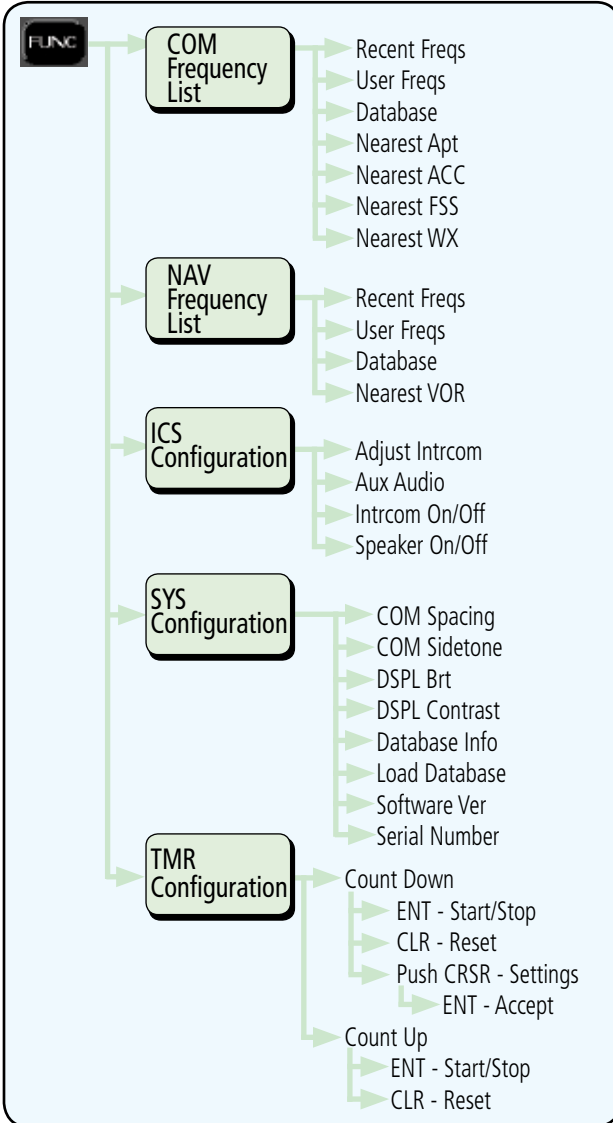 FUNC
COM
Frequency
List
Recent Freqs
User Freqs
Database
Nearest Apt
Nearest ACC
Nearest FSS
Nearest WX
NAV
Frequency
List
Recent Freqs
User Freqs
Database
Nearest VOR
ICS
Configuration
Adjust Intrcom
Aux Audio
Intrcom On/Off
Speaker On/Off
SYS
Configuration
COM Spacing
COM Sidetone
DSPL Brt
DSPL Contrast
Database Info
Load Database
Software Ver
Serial Number
TMR
Configuration
Count Down
ENT - Start/Stop
CLR - Reset
Push CRSR - Settings
ENT - Accept
Count Up
ENT - Start/Stop
CLR - Reset